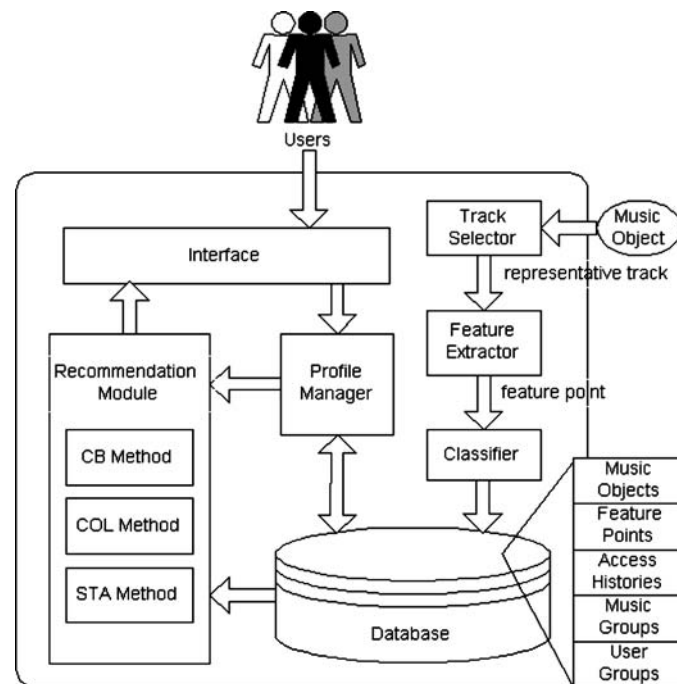 Users
Interface
Track
Selector
Music
Object
representative track
Recommendation
Module
Profile
Manager
Feature
Extractor
feature point
CB Method
Classifier
COL Method
STA Method
Database
Music
Objects
Feature
Points
Access
Histories
Music
Groups
User
Groups